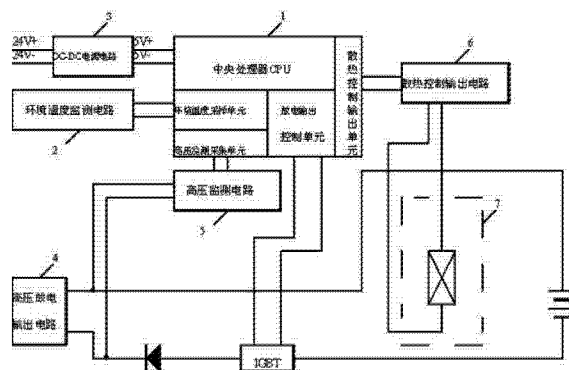 3
1
24V+
24V-
DC-DC电源电路
5V+
5V-
中央处理器CPU
散热控制输出单元
6
散热控制输出电路
环境温度监测电路
2
环境温度采样单元
放电输出
控制单元
高压监测采集单元
高压监测电路
5
7
4
高压放电
输出电路
IGBT